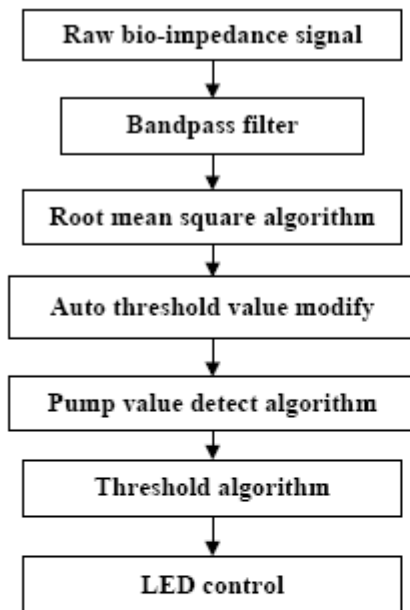 Raw bio-impedance signal
Bandpass filter
Root mean square algorithm
Auto threshold value modify
Pump value detect algorithm
Threshold algorithm
LED control